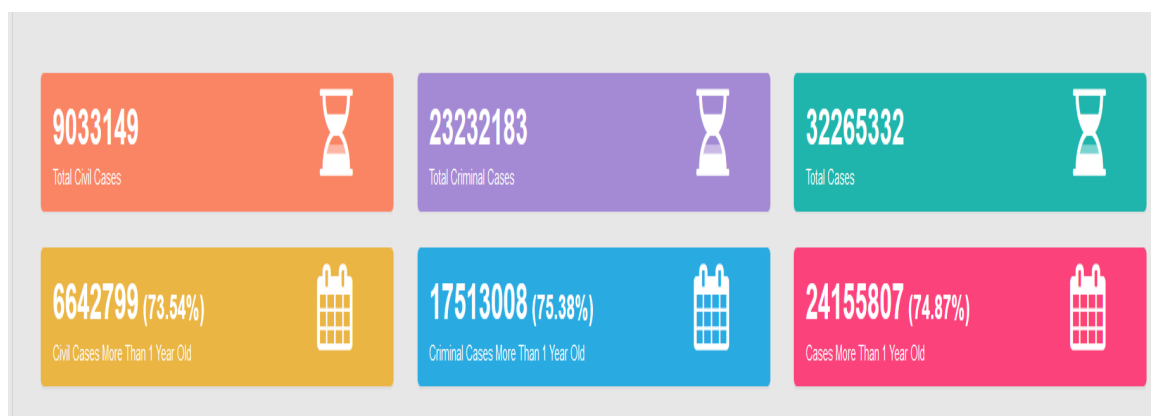 9033149
Total Civil Cases
23232183
Total Criminal Cases
32265332
Total Cases
6642799 (73.54%)
Civil Cases More Than 1 Year Old
17513008 (75.38%)
Criminal Cases More Than 1 Year Old
24155807 (74.87%)
Cases More Than 1 Year Old